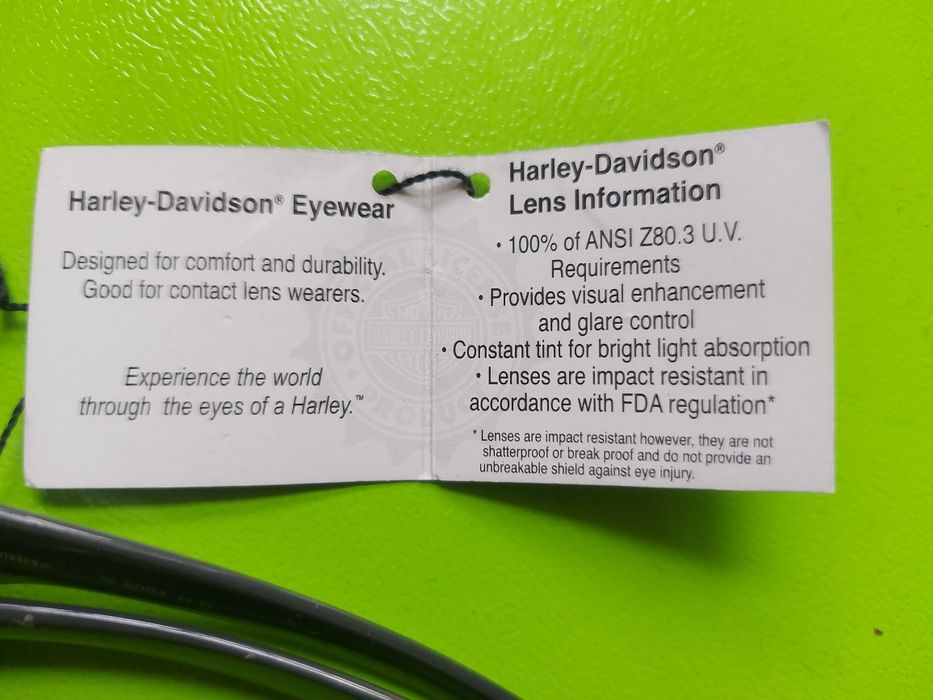 Harley-Davidson® Eyewear
Designed for comfort and durability.
Good for contact lens wearers.
Experience the world
through the eyes of a Harley.™
Harley-Davidson®
Lens Information
• 100% of ANSI Z80.3 U.V.
Requirements
• Provides visual enhancement
and glare control
• Constant tint for bright light absorption
• Lenses are impact resistant in
accordance with FDA regulation*
* Lenses are impact resistant however, they are not
shatterproof or break proof and do not provide an
unbreakable shield against eye injury.